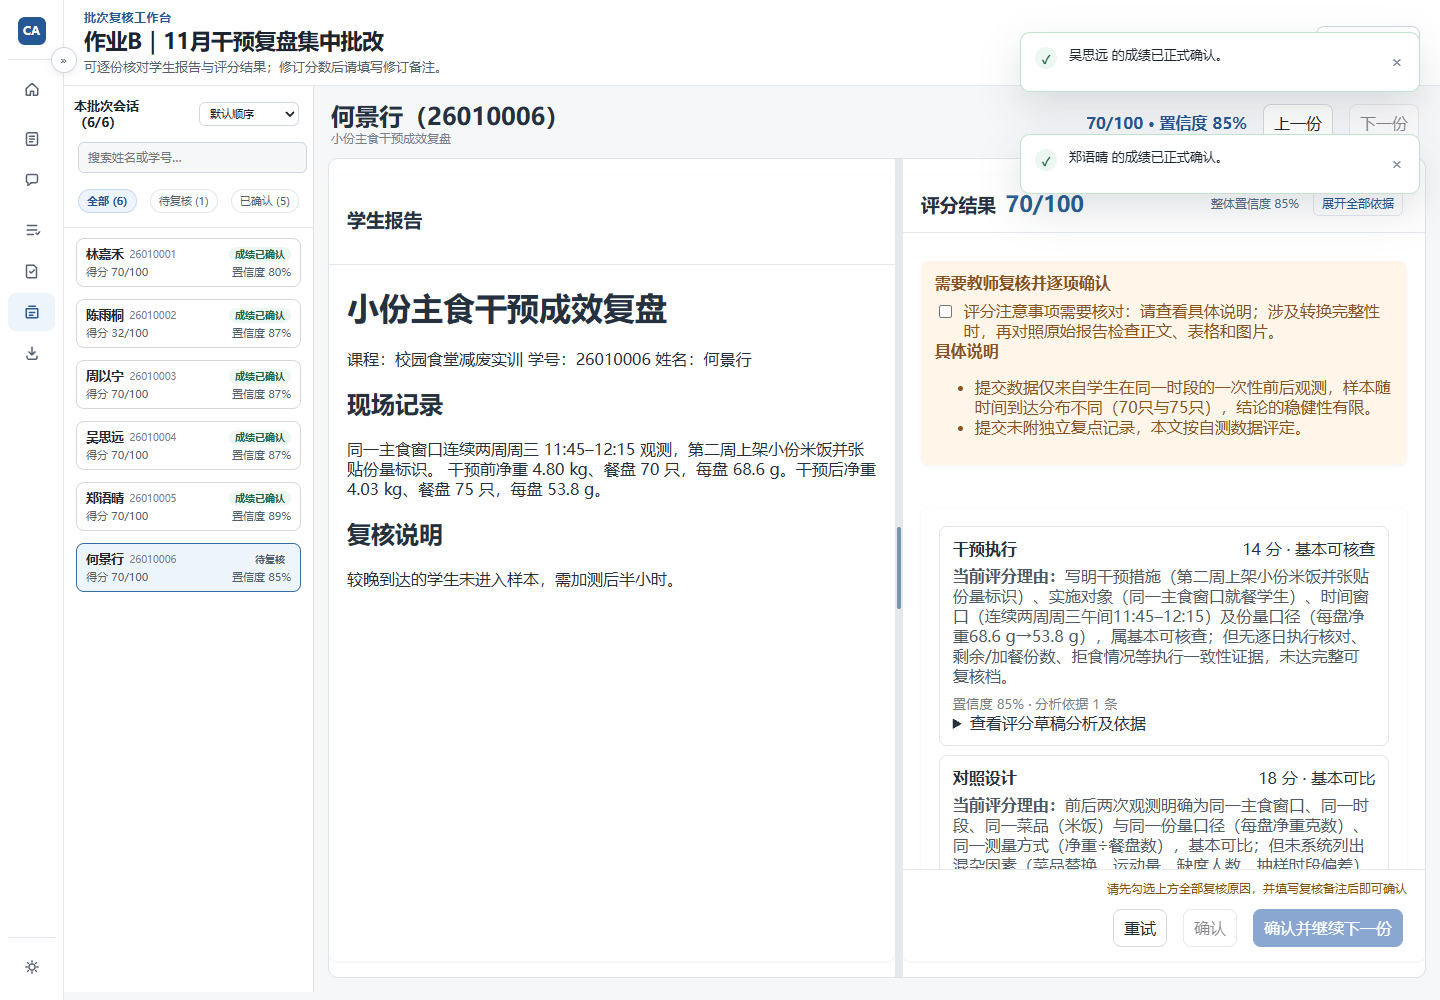 CA
»
批次复核工作台
作业B｜11月干预复盘集中批改
可逐份核对学生报告与评分结果；修订分数后请填写修订备注。
吴思远 的成绩已正式确认。
×
郑语晴 的成绩已正式确认。
×
本批次会话
（6/6）
默认顺序
搜索姓名或学号...
全部 (6)
待复核 (1)
已确认 (5)
林嘉禾 26010001 成绩已确认
得分 70/100 置信度 80%
陈雨桐 26010002 成绩已确认
得分 32/100 置信度 87%
周以宁 26010003 成绩已确认
得分 70/100 置信度 87%
吴思远 26010004 成绩已确认
得分 70/100 置信度 87%
郑语晴 26010005 成绩已确认
得分 70/100 置信度 89%
何景行 26010006 待复核
得分 70/100 置信度 85%
何景行（26010006）
小份主食干预成效复盘
70/100 • 置信度 85%
上一份
下一份
学生报告
小份主食干预成效复盘
课程：校园食堂减废实训 学号：26010006 姓名：何景行
现场记录
同一主食窗口连续两周周三 11:45–12:15 观测，第二周上架小份米饭并张
贴份量标识。 干预前净重 4.80 kg、餐盘 70 只，每盘 68.6 g。干预后净重
4.03 kg、餐盘 75 只，每盘 53.8 g。
复核说明
较晚到达的学生未进入样本，需加测后半小时。
评分结果 70/100
整体置信度 85%
展开全部依据
需要教师复核并逐项确认
评分注意事项需要核对：请查看具体说明；涉及转换完整性
时，再对照原始报告检查正文、表格和图片。
具体说明
• 提交数据仅来自学生在同一时段的一次性前后观测，样本随
时间到达分布不同（70只与75只），结论的稳健性有限。
• 提交未附独立复点记录，本文按自测数据评定。
干预执行
14 分 · 基本可核查
当前评分理由：写明干预措施（第二周上架小份米饭并张贴
份量标识）、实施对象（同一主食窗口就餐学生）、时间窗
口（连续两周周三午间11:45–12:15）及份量口径（每盘净
重68.6 g→53.8 g），属基本可核查；但无逐日执行核对、
剩余/加餐份数、拒食情况等执行一致性证据，未达完整可
复核档。
置信度 85% · 分析依据 1 条
查看评分草稿分析及依据
对照设计
18 分 · 基本可比
当前评分理由：前后两次观测明确为同一主食窗口、同一时
段、同一菜品（米饭）与同一份量口径（每盘净重克数）、
同一测量方式（净重÷餐盘数），基本可比；但未系统列出
混杂因素（菜品替换、运动量、缺席人数、抽样时段偏差）
请先勾选上方全部复核原因，并填写复核备注后即可确认
重试
确认
确认并继续下一份